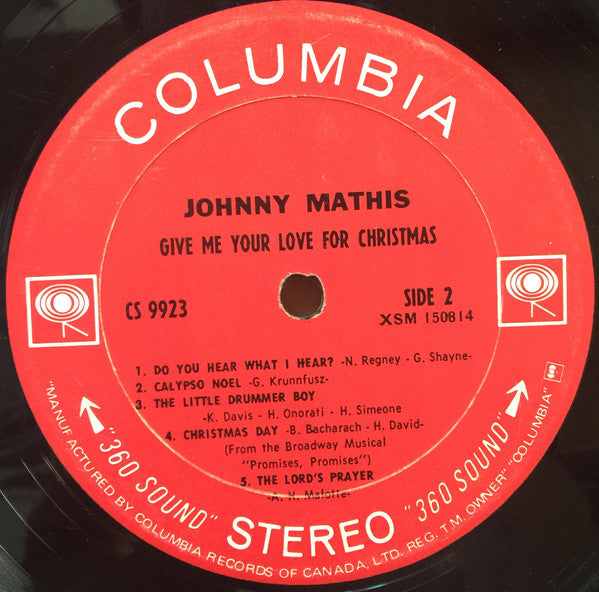 COLUMBIA
JOHNNY MATHIS
GIVE ME YOUR LOVE FOR CHRISTMAS
CS 9923
SIDE 2
XSM 150814
1. DO YOU HEAR WHAT I HEAR? -N. Regney - G. Shayne-
2. CALYPSO NOEL -G. Krunnfusz-
3. THE LITTLE DRUMMER BOY
-K. Davis - H. Onorati - H. Simeone
4. CHRISTMAS DAY -B. Bacharach - H. David-
(From the Broadway Musical
"Promises, Promises")
5. THE LORD'S PRAYER
-A. H. Malotte-
"360 SOUND" STEREO "360 SOUND"
"MANUFACTURED BY COLUMBIA RECORDS OF CANADA, LTD. REG. T.M. OWNER" "COLUMBIA"